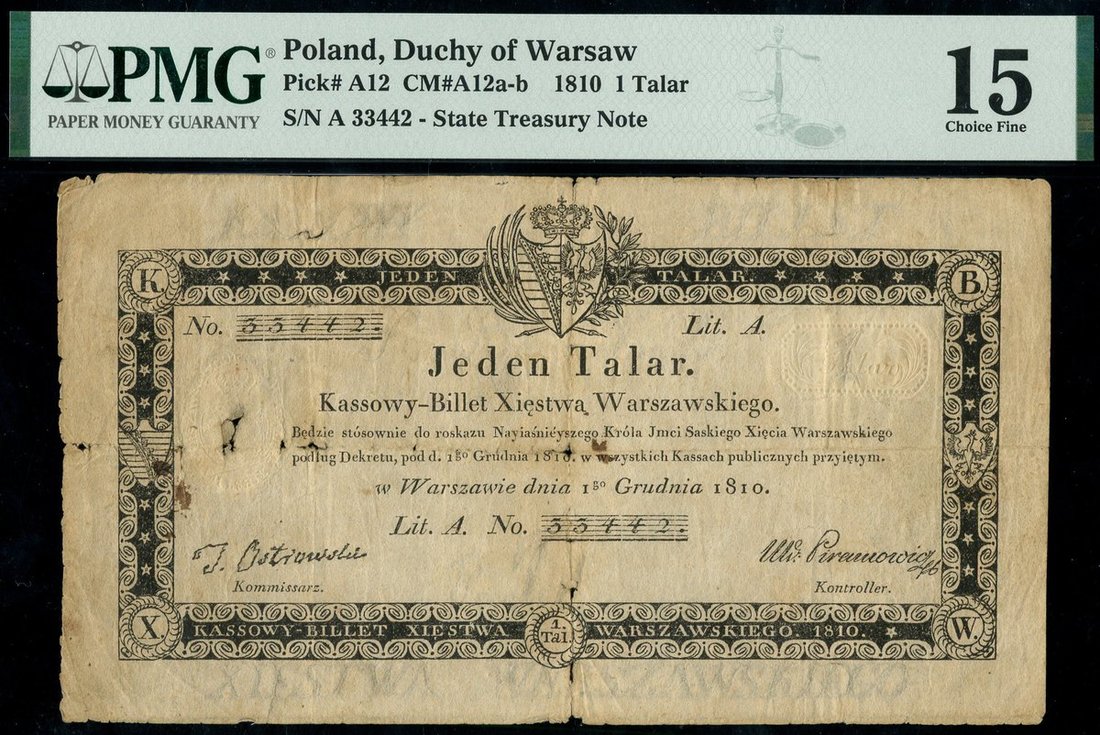 PMG®
PAPER MONEY GUARANTY
Poland, Duchy of Warsaw
Pick# A12 CM#A12a-b 1810 1 Talar
S/N A 33442 - State Treasury Note
15
Choice Fine
K. JEDEN TALAR. B.
No. 33442. Lit. A.
Jeden Talar.
Kassowy-Billet Xięstwa Warszawskiego.
Będzie stósownie do roskazu Nayiaśniéyszego Króla Jmci Saskiego Xięcia Warszawskiego
podług Dekretu, pod d. 1go Grudnia 1810. w wszystkich Kassach publicznych przyiętym.
w Warszawie dnia 1go Grudnia 1810.
Lit. A. No. 33442.
J. Ostrowski
Piramowicz
Kommissarz. Kontroller.
X. KASSOWY-BILLET XIĘSTWA 1. Tal. WARSZAWSKIEGO. 1810. W.